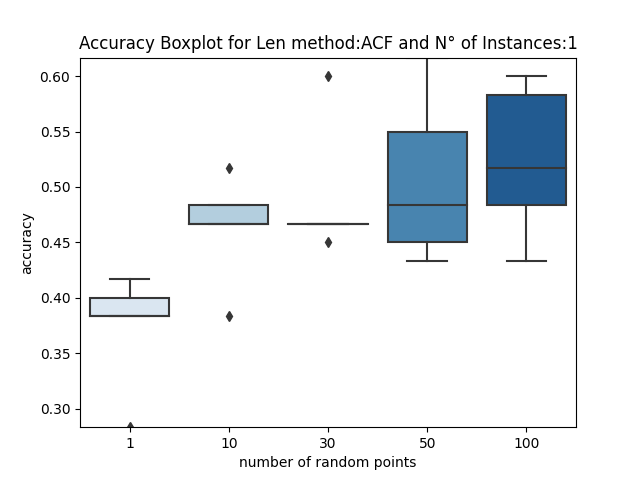 Accuracy Boxplot for Len method:ACF and N° of Instances:1
0.60
0.55
0.50
0.45
0.40
0.35
0.30
accuracy
1 10 30 50 100
number of random points